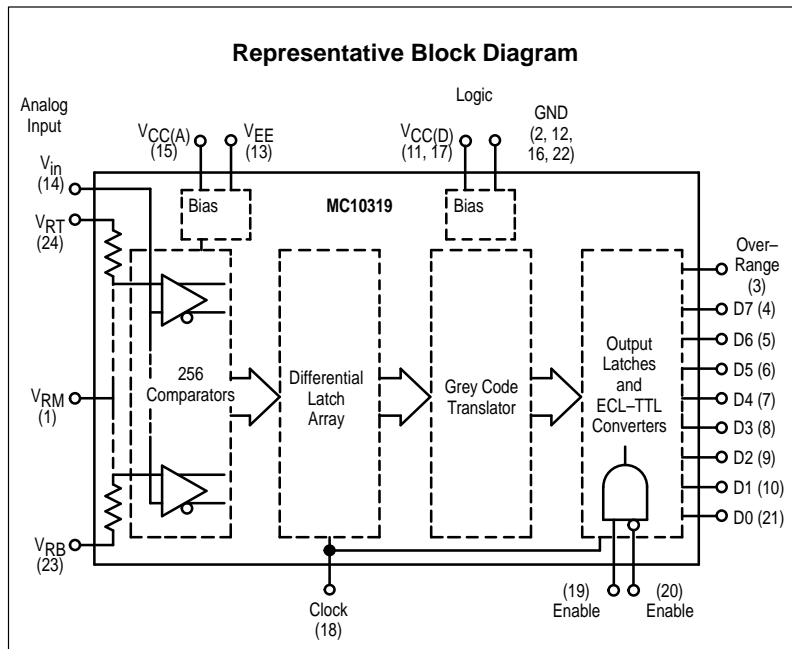 Representative Block Diagram
Analog
Input
Logic
VCC(A)
(15)
VEE
(13)
VCC(D)
(11, 17)
GND
(2, 12,
16, 22)
Vin
(14)
VRT
(24)
VRM
(1)
VRB
(23)
Bias
MC10319
Bias
256
Comparators
Differential
Latch
Array
Grey Code
Translator
Output
Latches
and
ECL–TTL
Converters
Over–
Range
(3)
D7 (4)
D6 (5)
D5 (6)
D4 (7)
D3 (8)
D2 (9)
D1 (10)
D0 (21)
Clock
(18)
(19)
Enable
(20)
Enable